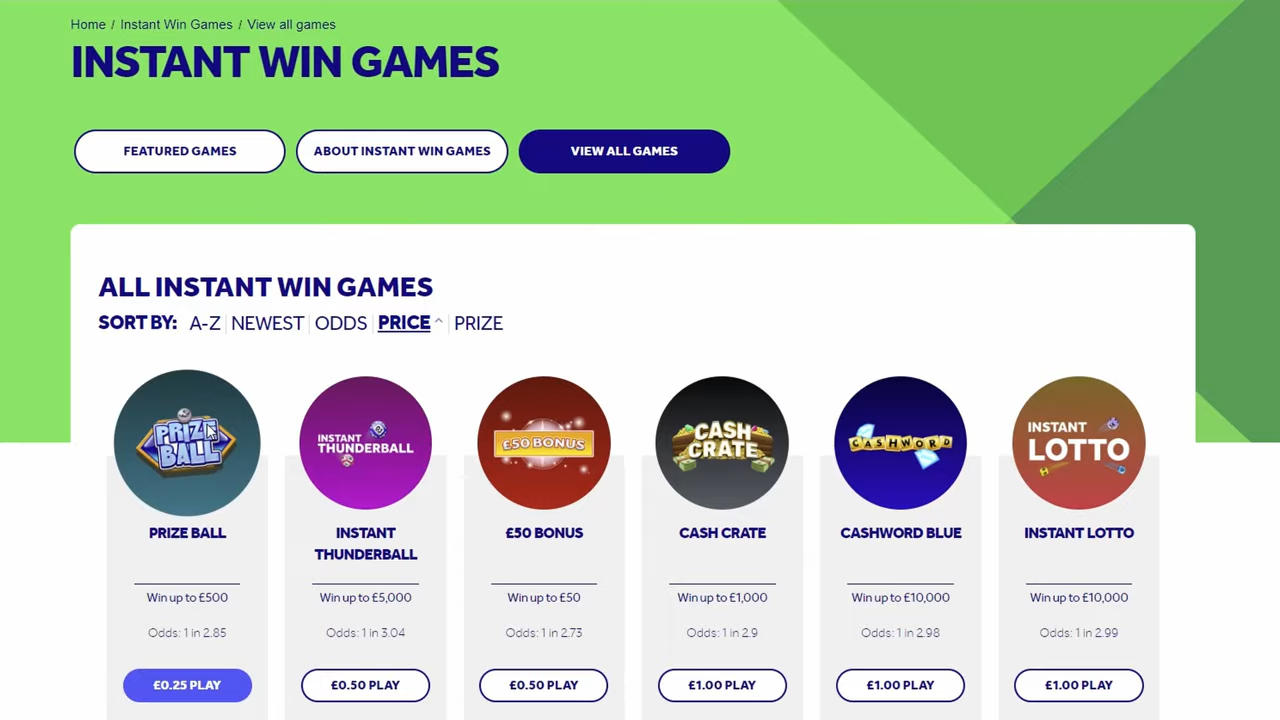 Home / Instant Win Games / View all games
INSTANT WIN GAMES
FEATURED GAMES
ABOUT INSTANT WIN GAMES
VIEW ALL GAMES
ALL INSTANT WIN GAMES
SORT BY: A-Z NEWEST ODDS PRICE ^ PRIZE
PRIZE
BALL
INSTANT
THUNDERBALL
£50 BONUS
CASH
CRATE
CASHWORD
INSTANT
LOTTO
PRIZE BALL
INSTANT
THUNDERBALL
£50 BONUS
CASH CRATE
CASHWORD BLUE
INSTANT LOTTO
Win up to £500
Win up to £5,000
Win up to £50
Win up to £1,000
Win up to £10,000
Win up to £10,000
Odds: 1 in 2.85
Odds: 1 in 3.04
Odds: 1 in 2.73
Odds: 1 in 2.9
Odds: 1 in 2.98
Odds: 1 in 2.99
£0.25 PLAY
£0.50 PLAY
£0.50 PLAY
£1.00 PLAY
£1.00 PLAY
£1.00 PLAY